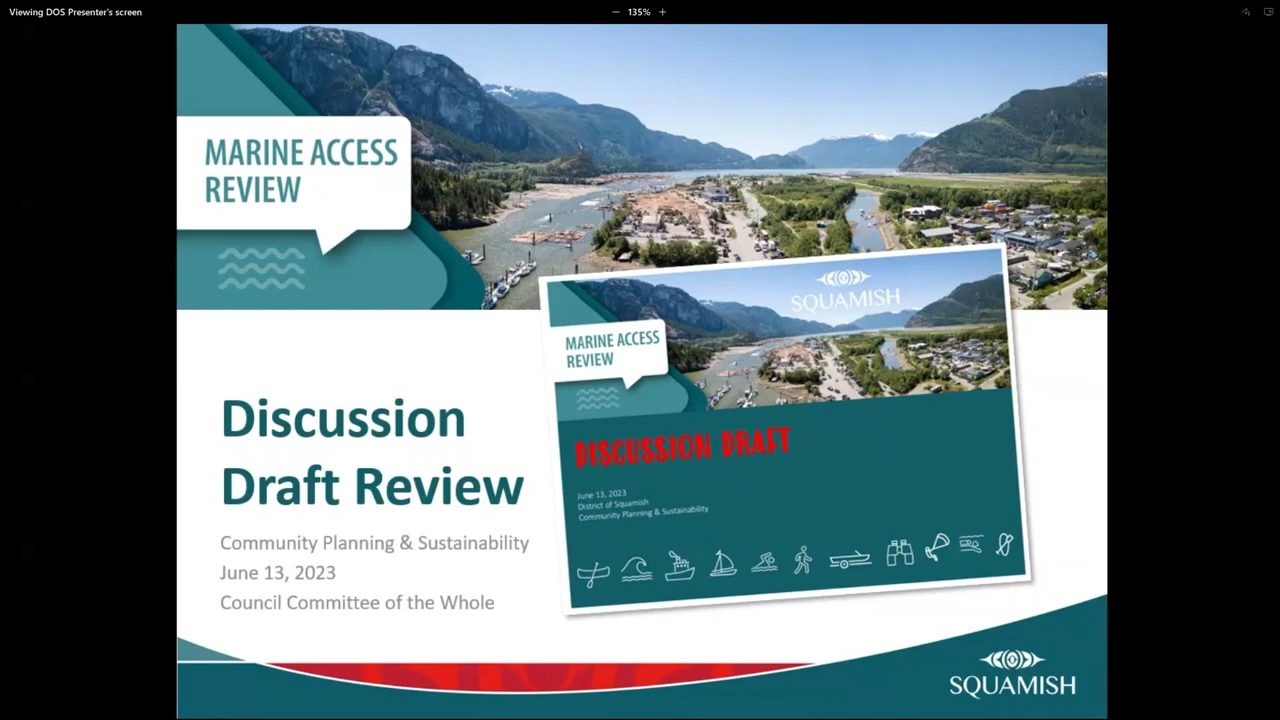 Viewing DOS Presenter's screen
− 135% +
MARINE ACCESS
REVIEW
SQUAMISH
MARINE ACCESS
REVIEW
Discussion
Draft Review
DISCUSSION DRAFT
June 13, 2023
District of Squamish
Community Planning & Sustainability
Community Planning & Sustainability
June 13, 2023
Council Committee of the Whole
SQUAMISH